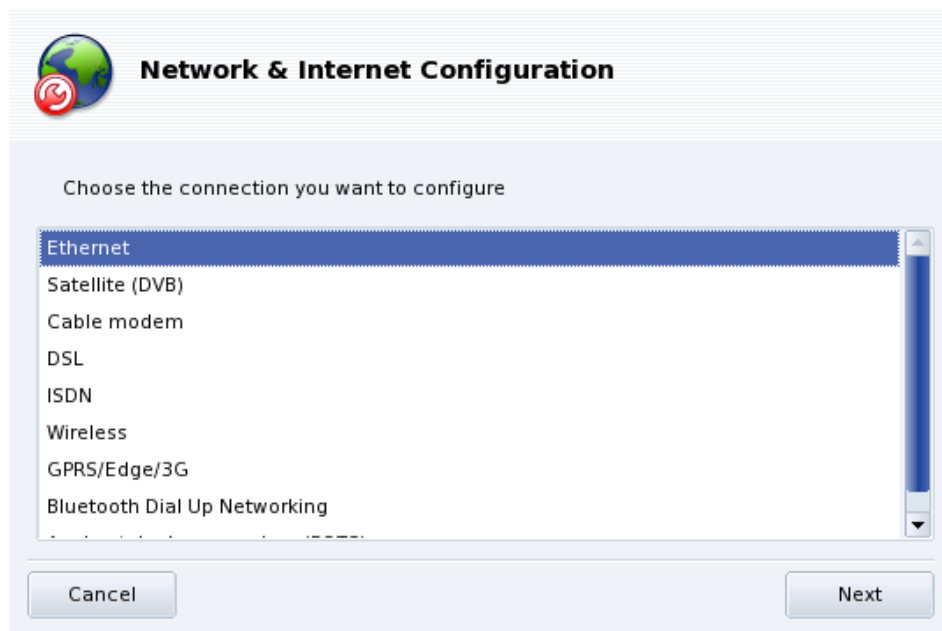 Network & Internet Configuration
Choose the connection you want to configure
Ethernet
Satellite (DVB)
Cable modem
DSL
ISDN
Wireless
GPRS/Edge/3G
Bluetooth Dial Up Networking
Cancel
Next